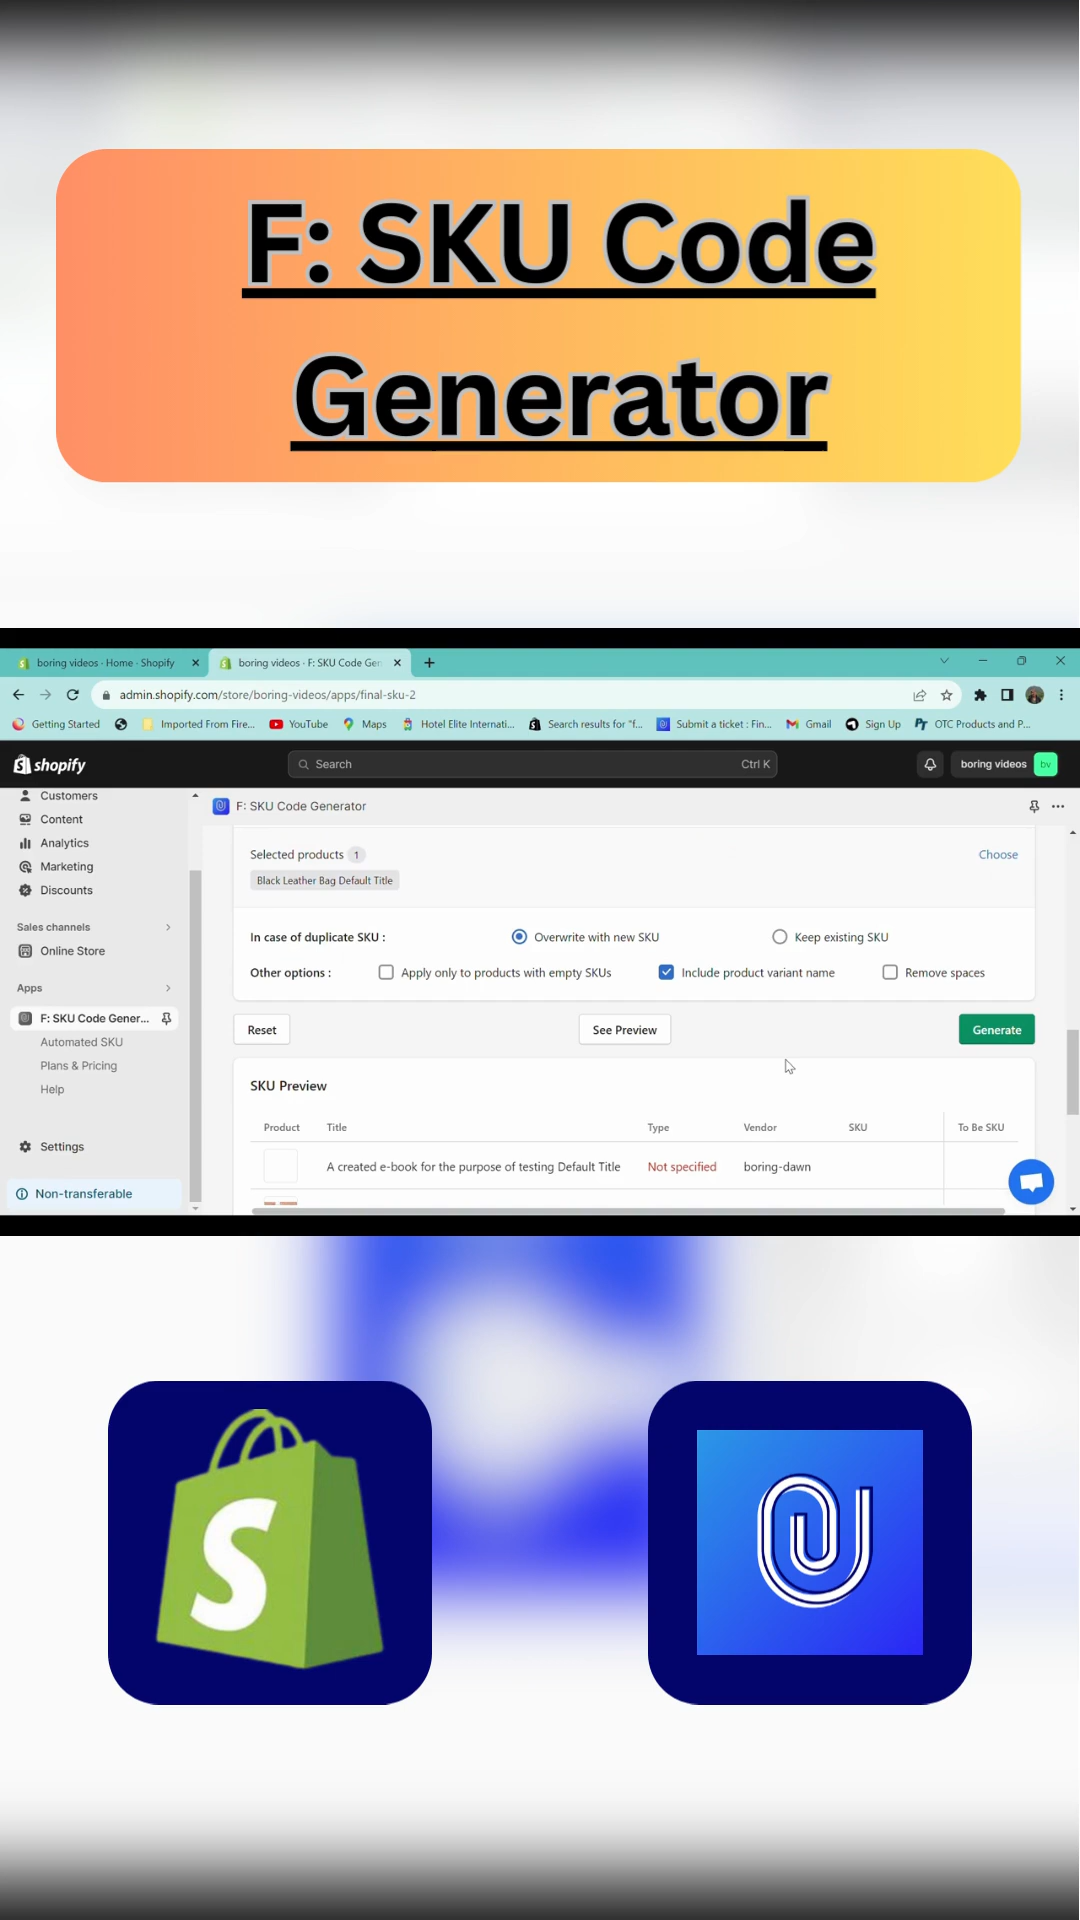 F: SKU Code
Generator
boring videos · Home · Shopify
boring videos · F: SKU Code Gen
admin.shopify.com/store/boring-videos/apps/final-sku-2
Getting Started
Imported From Fire...
YouTube
Maps
Hotel Elite Internati...
Search results for "f...
Submit a ticket : Fin...
Gmail
Sign Up
OTC Products and P...
shopify
Search
Ctrl K
boring videos
bv
Customers
Content
Analytics
Marketing
Discounts
Sales channels
Online Store
Apps
F: SKU Code Gener...
Automated SKU
Plans & Pricing
Help
Settings
Non-transferable
F: SKU Code Generator
Selected products 1
Choose
Black Leather Bag Default Title
In case of duplicate SKU :
Overwrite with new SKU
Keep existing SKU
Other options :
Apply only to products with empty SKUs
Include product variant name
Remove spaces
Reset
See Preview
Generate
SKU Preview
Product Title Type Vendor SKU To Be SKU
A created e-book for the purpose of testing Default Title Not specified boring-dawn